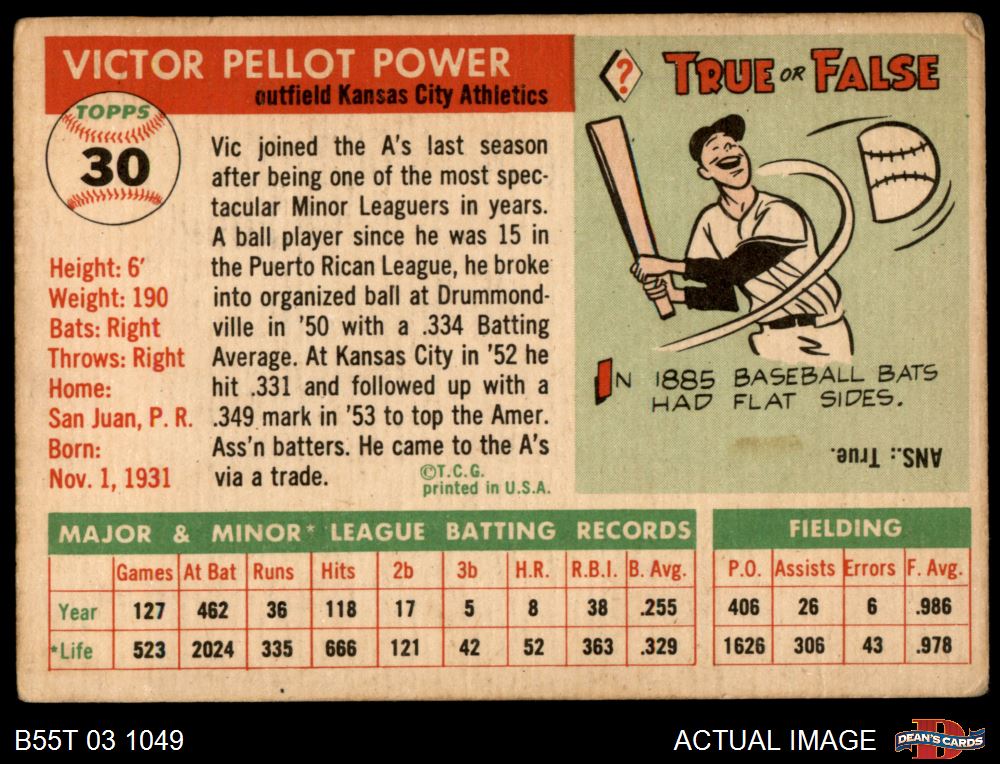 VICTOR PELLOT POWER
outfield Kansas City Athletics
TOPPS
30
Height: 6'
Weight: 190
Bats: Right
Throws: Right
Home:
San Juan, P. R.
Born:
Nov. 1, 1931
Vic joined the A's last season
after being one of the most spec-
tacular Minor Leaguers in years.
A ball player since he was 15 in
the Puerto Rican League, he broke
into organized ball at Drummond-
ville in '50 with a .334 Batting
Average. At Kansas City in '52 he
hit .331 and followed up with a
.349 mark in '53 to top the Amer.
Ass'n batters. He came to the A's
via a trade.
©T.C.G.
printed in U.S.A.
?
TRUE OR FALSE
IN 1885 BASEBALL BATS
HAD FLAT SIDES.
ANS.: True.
MAJOR & MINOR* LEAGUE BATTING RECORDS
Games At Bat Runs Hits 2b 3b H.R. R.B.I. B. Avg.
Year 127 462 36 118 17 5 8 38 .255
*Life 523 2024 335 666 121 42 52 363 .329
FIELDING
P.O. Assists Errors F. Avg.
406 26 6 .986
1626 306 43 .978
B55T 03 1049
ACTUAL IMAGE
DEAN'S CARDS